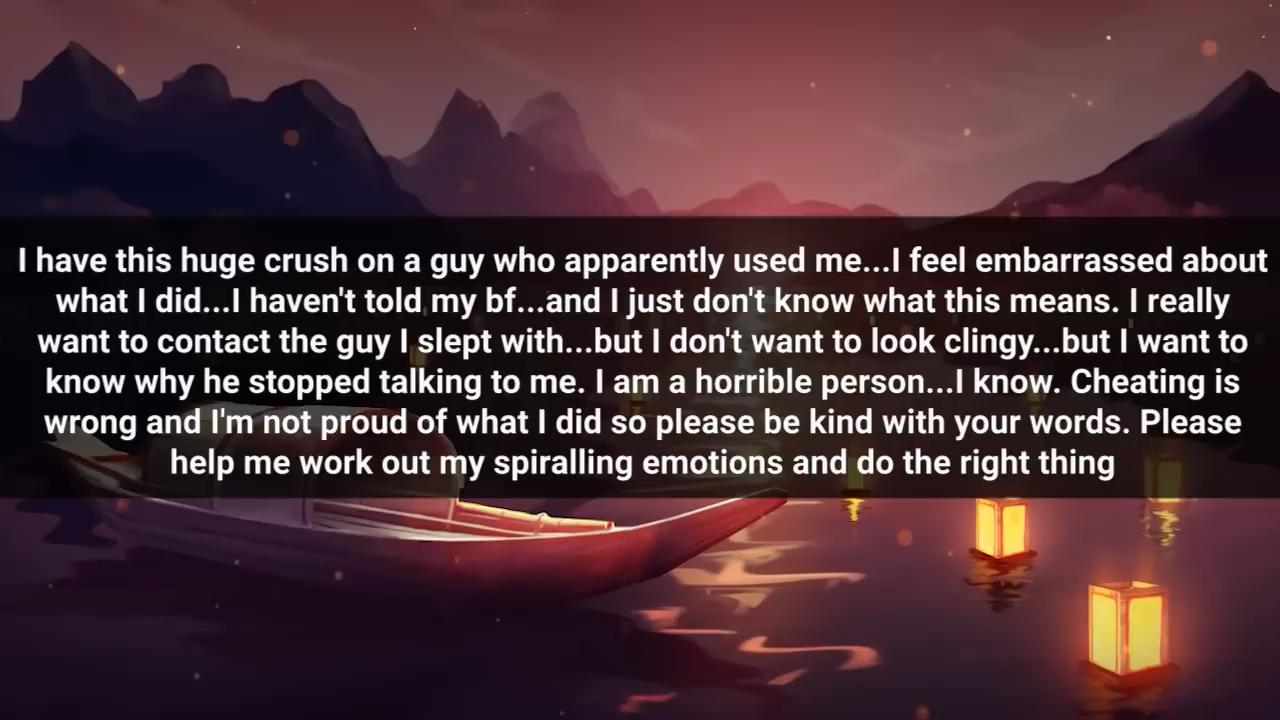 I have this huge crush on a guy who apparently used me...I feel embarrassed about
what I did...I haven't told my bf...and I just don't know what this means. I really
want to contact the guy I slept with...but I don't want to look clingy...but I want to
know why he stopped talking to me. I am a horrible person...I know. Cheating is
wrong and I'm not proud of what I did so please be kind with your words. Please
help me work out my spiralling emotions and do the right thing